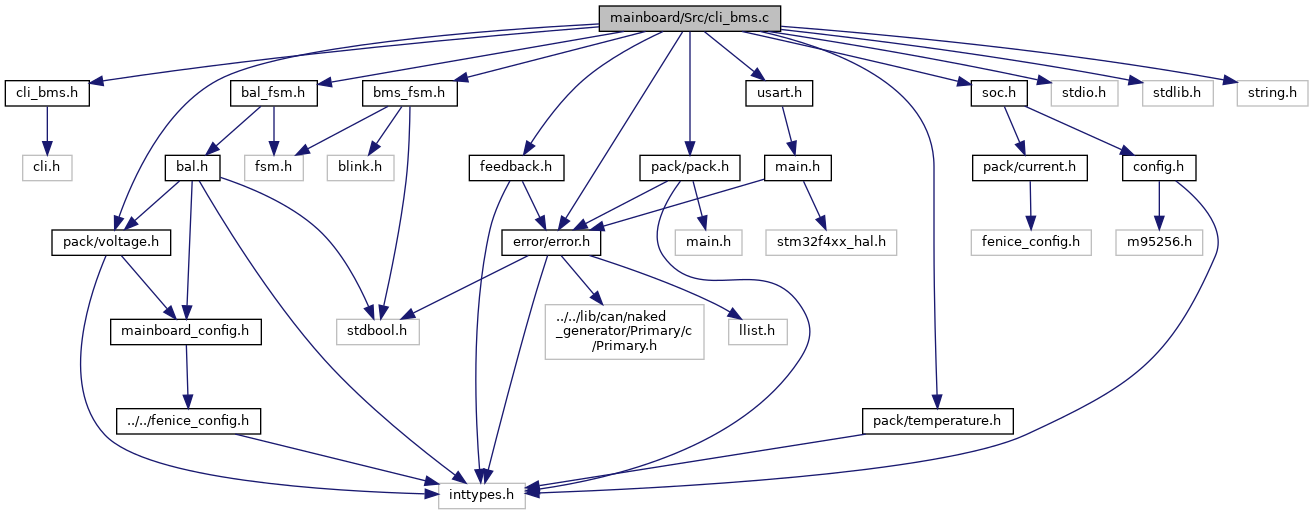 mainboard/Src/cli_bms.c
cli_bms.h
bal_fsm.h
bms_fsm.h
usart.h
soc.h
stdio.h
stdlib.h
string.h
cli.h
bal.h
fsm.h
blink.h
feedback.h
pack/pack.h
main.h
pack/current.h
config.h
pack/voltage.h
error/error.h
main.h
stm32f4xx_hal.h
fenice_config.h
m95256.h
mainboard_config.h
stdbool.h
../../lib/can/naked
_generator/Primary/c
/Primary.h
llist.h
../../fenice_config.h
pack/temperature.h
inttypes.h